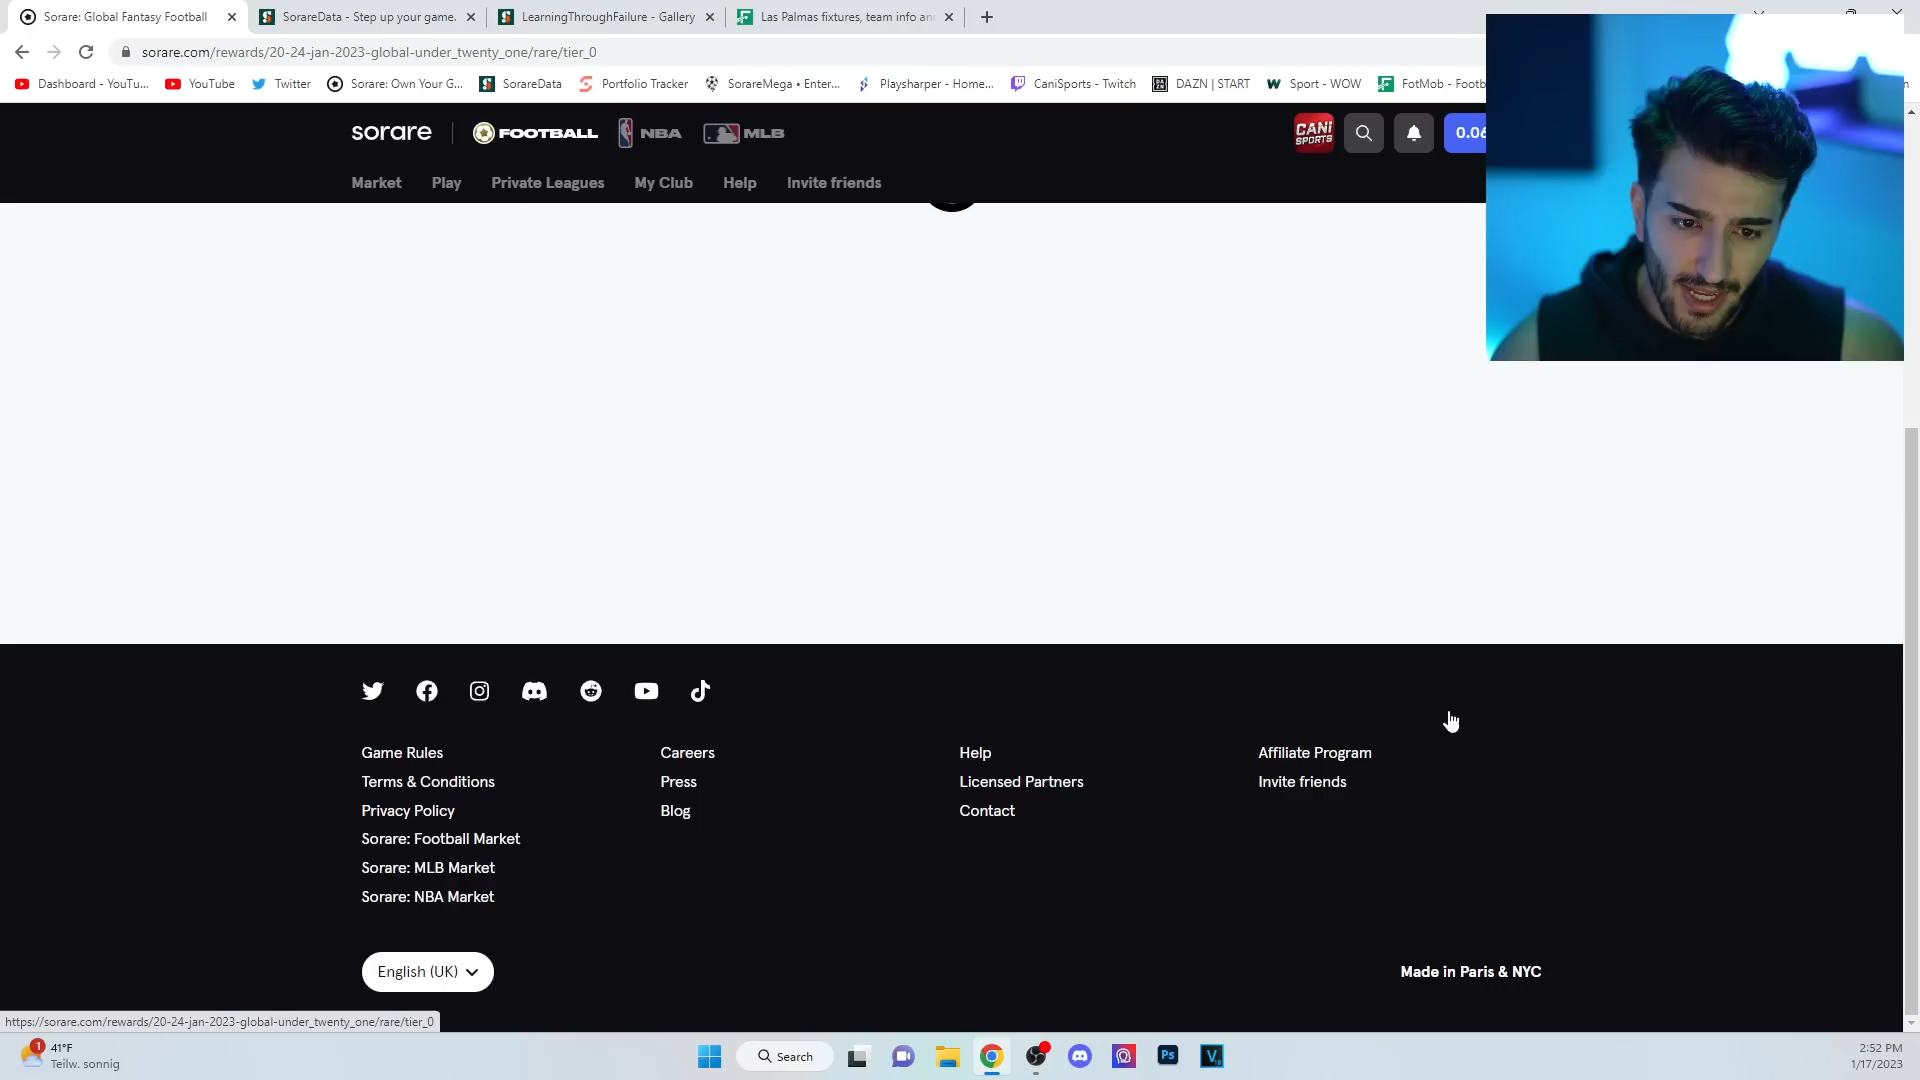 Sorare: Global Fantasy Football
SorareData - Step up your game.
LearningThroughFailure - Gallery
Las Palmas fixtures, team info an
sorare.com/rewards/20-24-jan-2023-global-under_twenty_one/rare/tier_0
Dashboard - YouTu...
YouTube
Twitter
Sorare: Own Your G...
SorareData
Portfolio Tracker
SorareMega • Enter...
Playsharper - Home...
CaniSports - Twitch
DAZN | START
Sport - WOW
FotMob - Footb
sorare
FOOTBALL
NBA
MLB
CANI SPORTS
0.06
Market
Play
Private Leagues
My Club
Help
Invite friends
Game Rules
Careers
Help
Affiliate Program
Terms & Conditions
Press
Licensed Partners
Invite friends
Privacy Policy
Blog
Contact
Sorare: Football Market
Sorare: MLB Market
Sorare: NBA Market
English (UK)
Made in Paris & NYC
https://sorare.com/rewards/20-24-jan-2023-global-under_twenty_one/rare/tier_0
1
41°F
Teilw. sonnig
Search
Ps
V
2:52 PM
1/17/2023